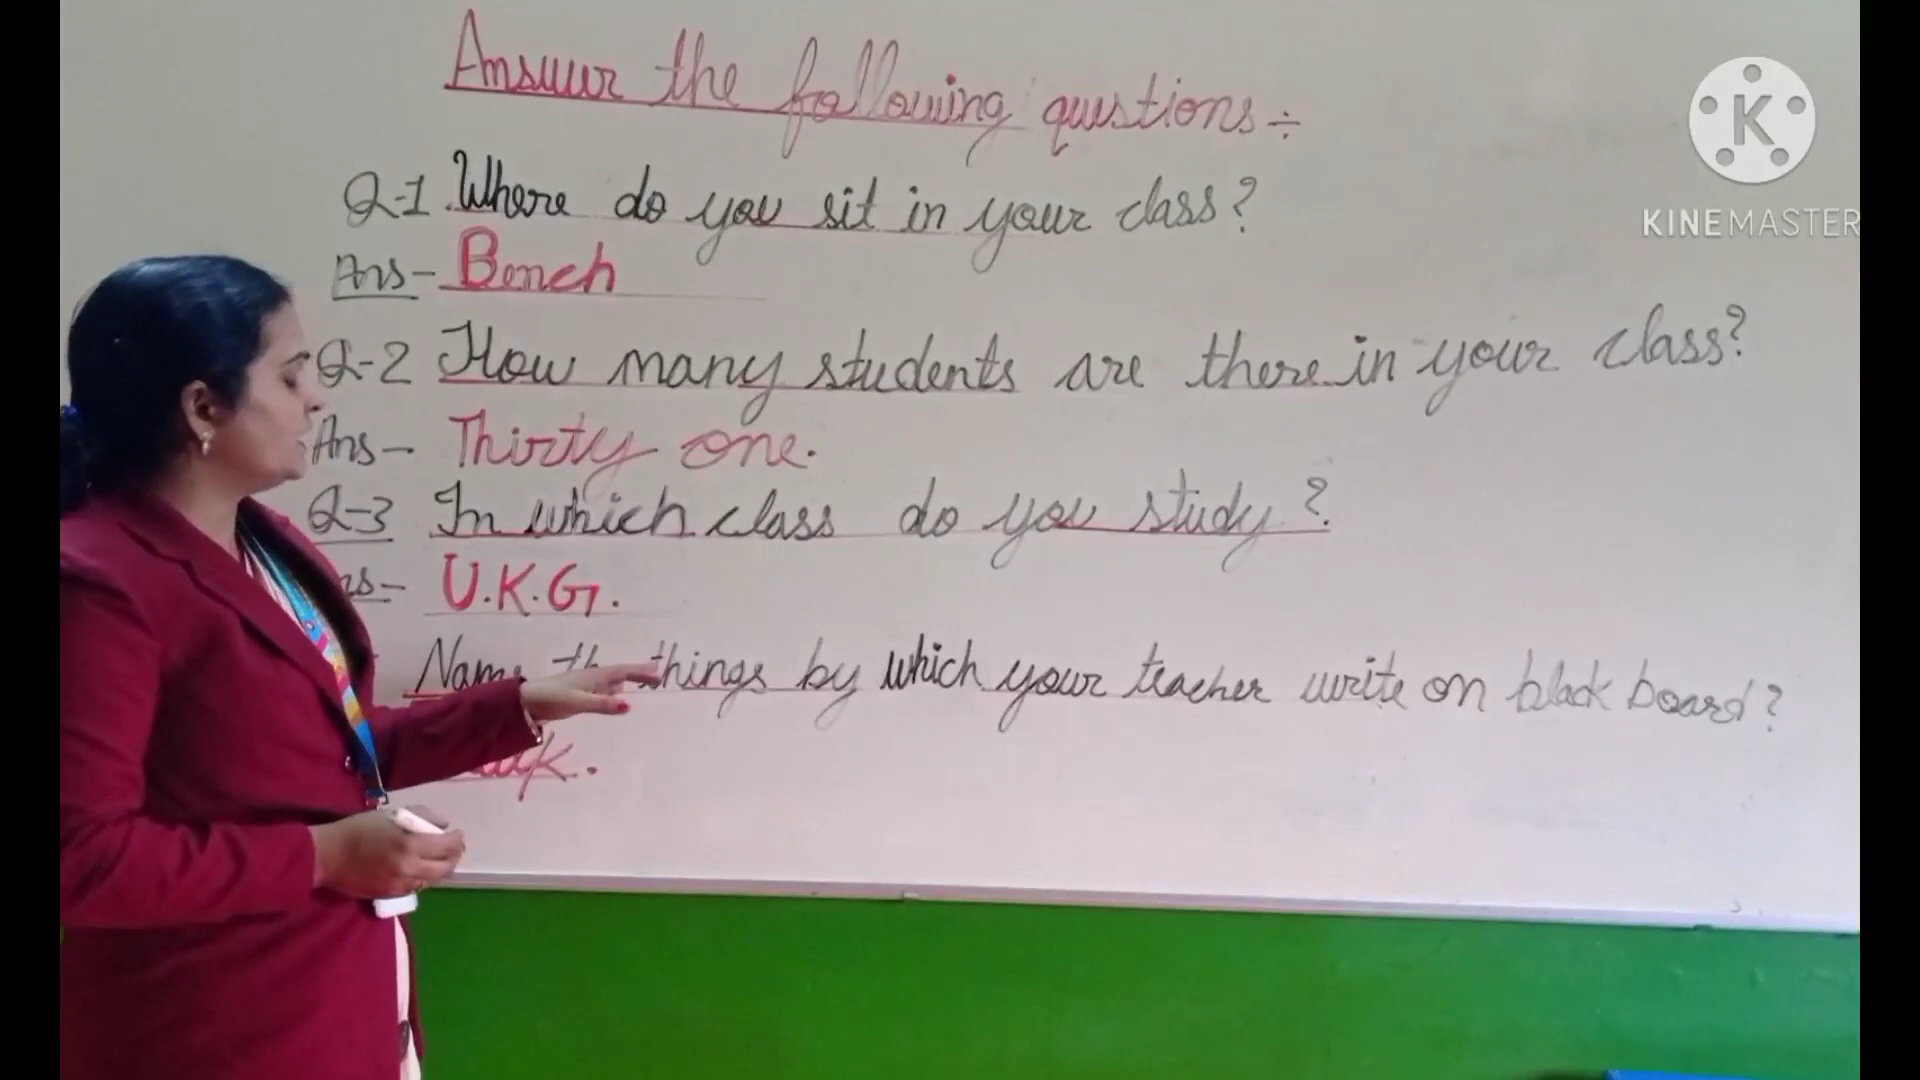 Answer the following questions÷
Q-1 Where do you sit in your class?
Ans- Bench
Q-2 How many students are there in your class?
Ans- Thirty one.
Q-3 In which class do you study?
U.K.G.
things by which your teacher write on black board?
K
KINEMASTER